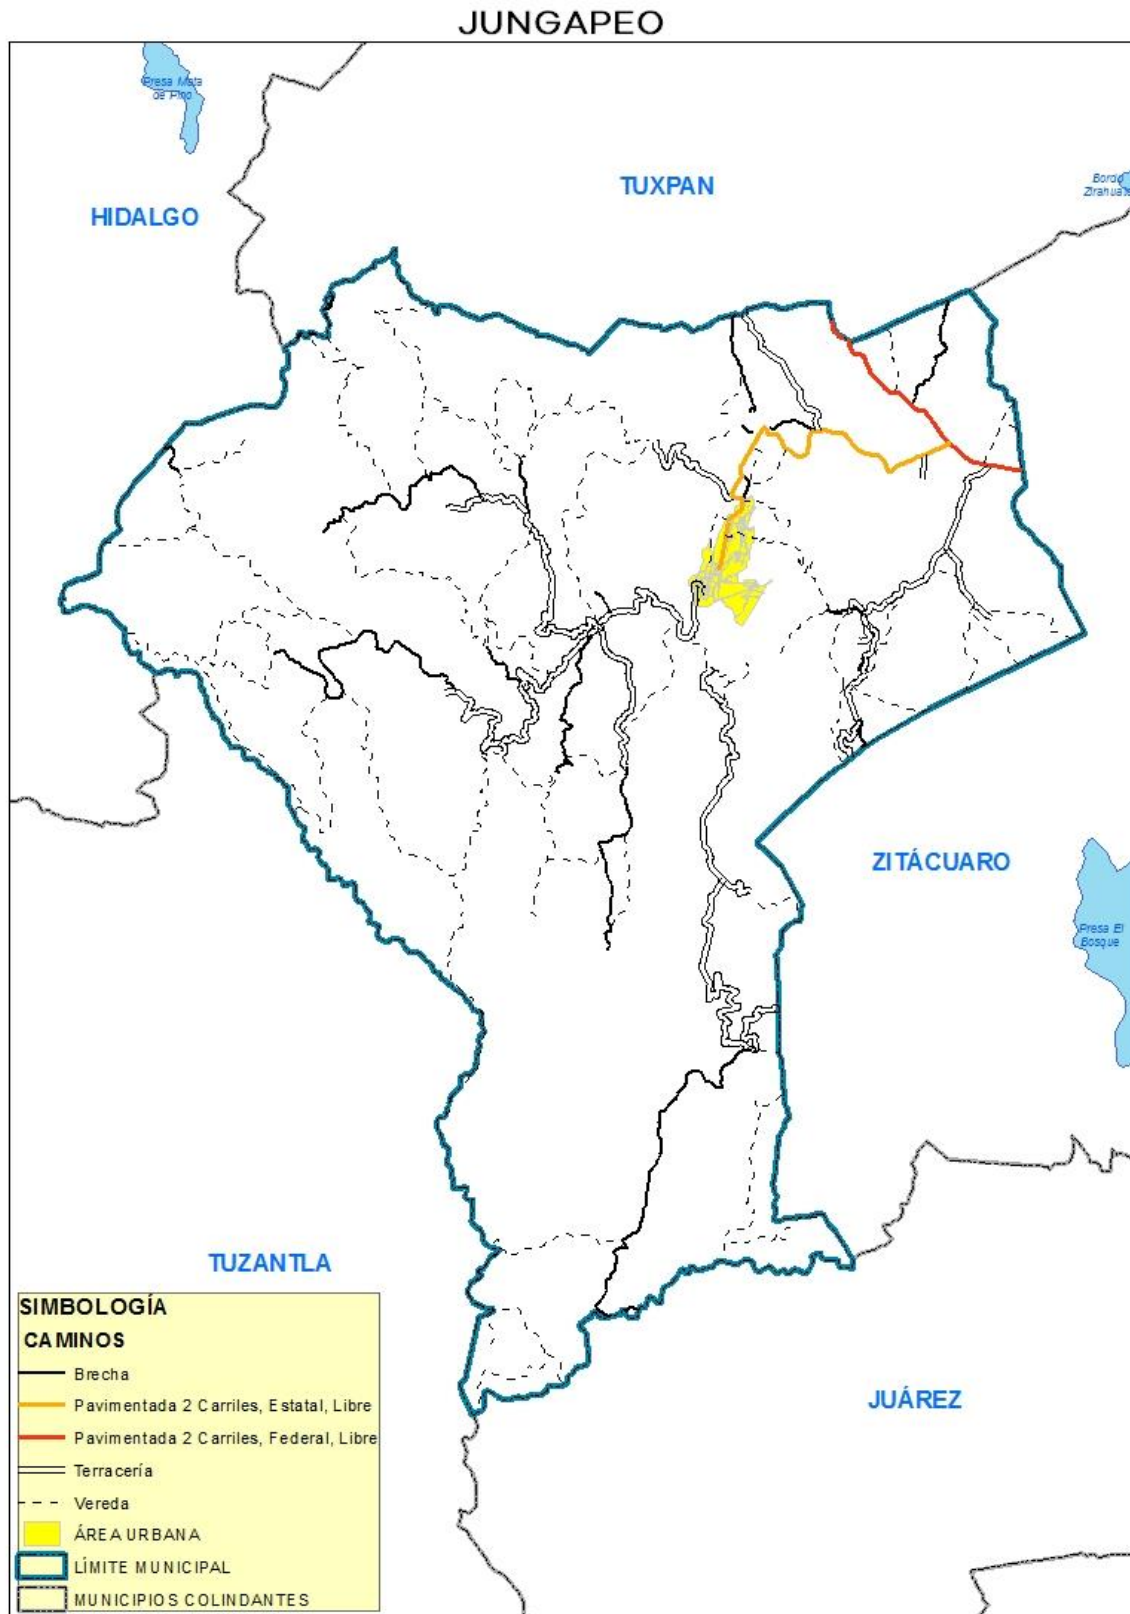 JUNGAPEO
Presa Mata
de Pino
TUXPAN
Bordo
HIDALGO
ZITÁCUARO
Presa El
Bosque
TUZANTLA
SIMBOLOGÍA
CAMINOS
Brecha
Pavimentada 2 Carriles, Estatal, Libre
Pavimentada 2 Carriles, Federal, Libre
Terracería
Vereda
ÁREA URBANA
LÍMITE MUNICIPAL
MUNICIPIOS COLINDANTES
JUÁREZ